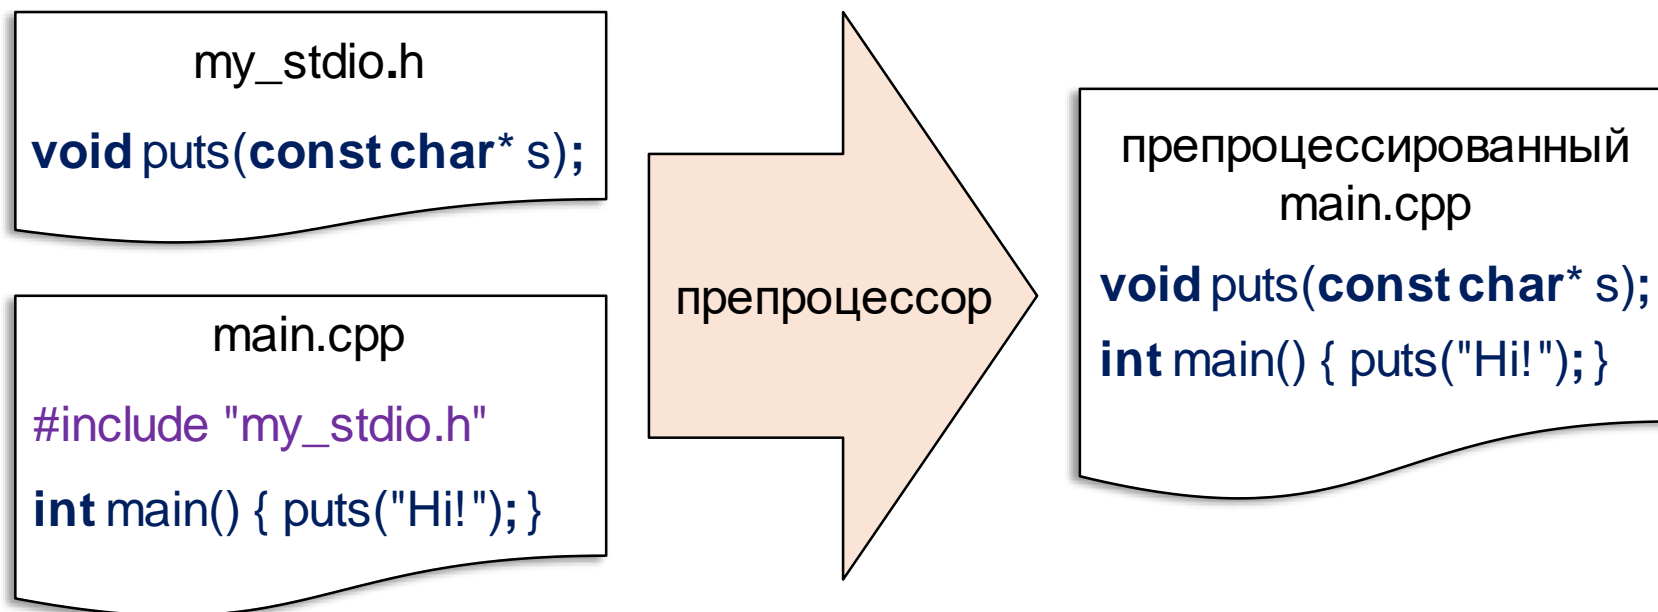 my_stdio.h
void puts(const char* s);
main.cpp
#include "my_stdio.h"
int main() { puts("Hi!"); }
препроцессор
препроцессированный
main.cpp
void puts(const char* s);
int main() { puts("Hi!"); }